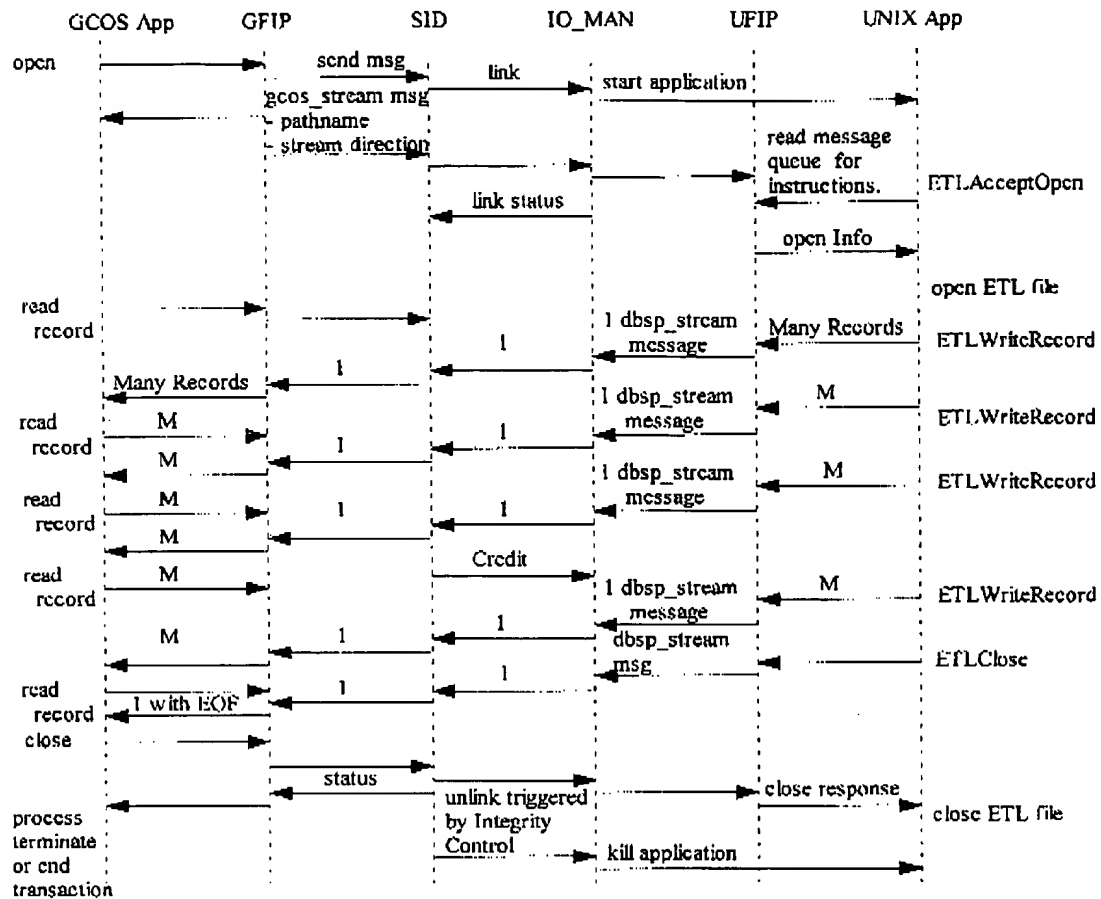 GCOS App GFIP SID IO_MAN UFIP UNIX App
open
send msg
link
start application
gcos_stream msg
- pathname
- stream direction
read message
queue for
instructions.
ETLAcceptOpen
link status
open Info
open ETL file
read
record
1 dbsp_stream
message
Many Records
ETLWriteRecord
1
1
Many Records
read
record
M
1 dbsp_stream
message
M
ETLWriteRecord
1
1
M
read
record
M
1 dbsp_stream
message
M
ETLWriteRecord
1
1
M
read
record
M
Credit
1 dbsp_stream
message
M
ETLWriteRecord
1
1
M
dbsp_stream
msg
ETLClose
1
1
read
record
1 with EOF
close
status
unlink triggered
by Integrity
Control
close response
close ETL file
process
terminate
or end
transaction
kill application